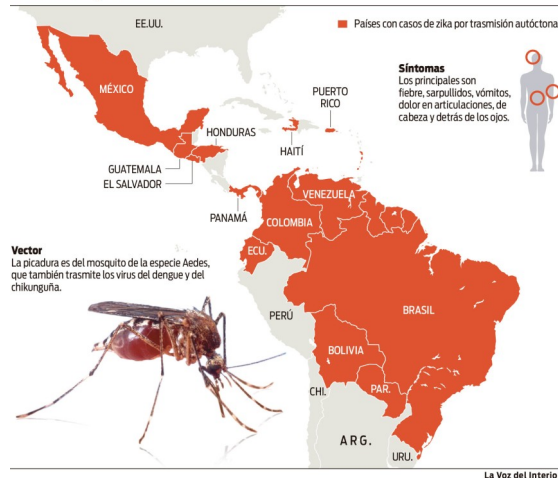 EE.UU.
Países con casos de zika por trasmisión autóctona
Síntomas
Los principales son
fiebre, sarpullidos, vómitos,
dolor en articulaciones, de
cabeza y detrás de los ojos.
MÉXICO
PUERTO
RICO
HONDURAS
HAITÍ
GUATEMALA
EL SALVADOR
VENEZUELA
PANAMÁ
COLOMBIA
Vector
La picadura es del mosquito de la especie Aedes,
que también trasmite los virus del dengue y del
chikunguña.
ECU.
PERÚ
BRASIL
BOLIVIA
CHI.
PAR.
ARG.
URU.
La Voz del Interio